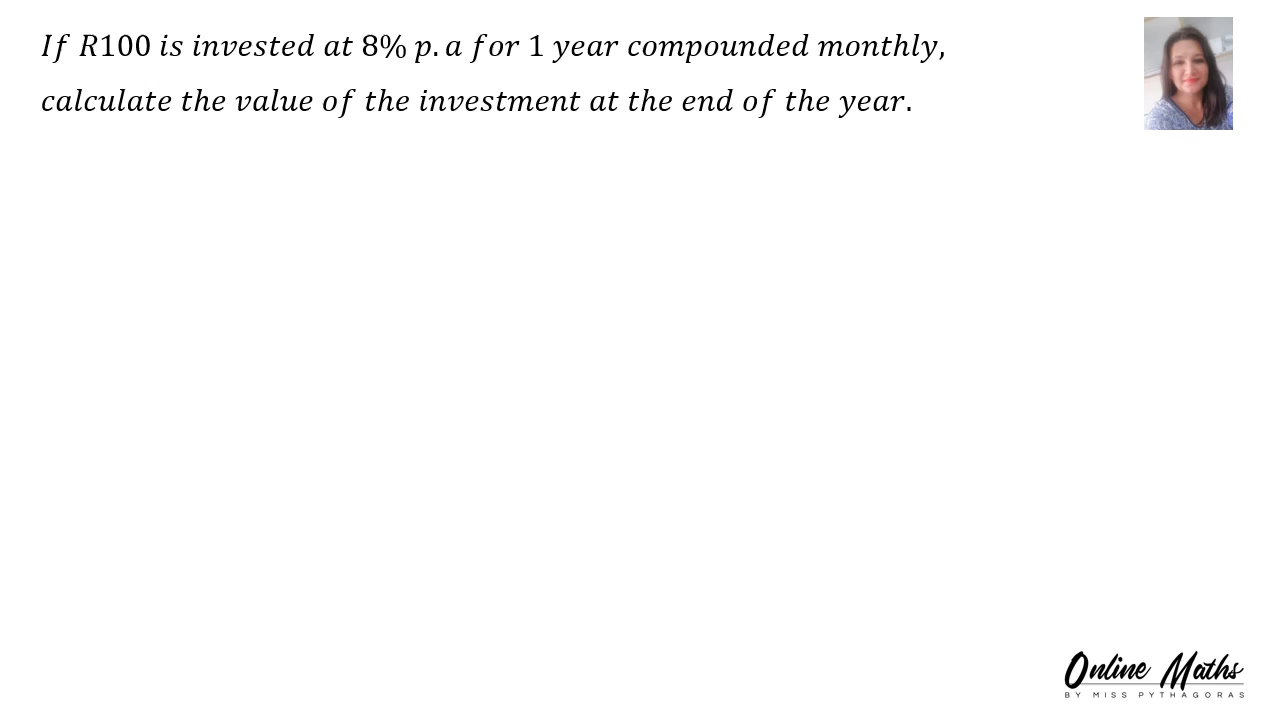 If R100 is invested at 8% p.a for 1 year compounded monthly,
calculate the value of the investment at the end of the year.
Online Maths
BY MISS PYTHAGORAS